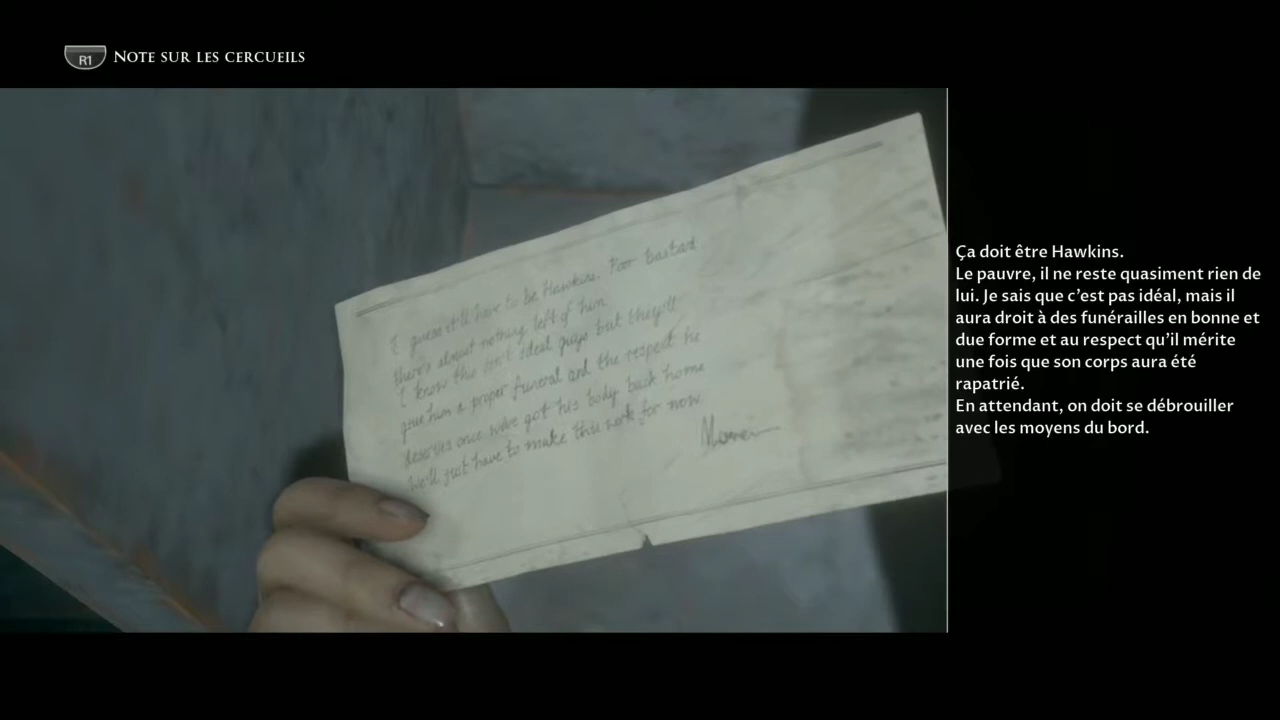 R1 NOTE SUR LES CERCUEILS
I guess it'll have to be Hawkins. Poor bastard
there's almost nothing left of him
I know this isn't ideal guys but they'll
give him a proper funeral and the respect he
deserves once we've got his body back home
we'll just have to make this work for now
Ça doit être Hawkins.
Le pauvre, il ne reste quasiment rien de
lui. Je sais que c'est pas idéal, mais il
aura droit à des funérailles en bonne et
due forme et au respect qu'il mérite
une fois que son corps aura été
rapatrié.
En attendant, on doit se débrouiller
avec les moyens du bord.